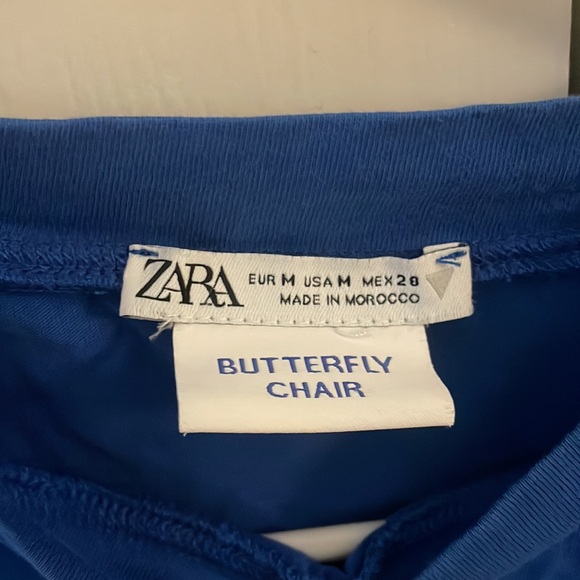 ZARA EUR M USA M MEX 28
MADE IN MOROCCO
BUTTERFLY
CHAIR